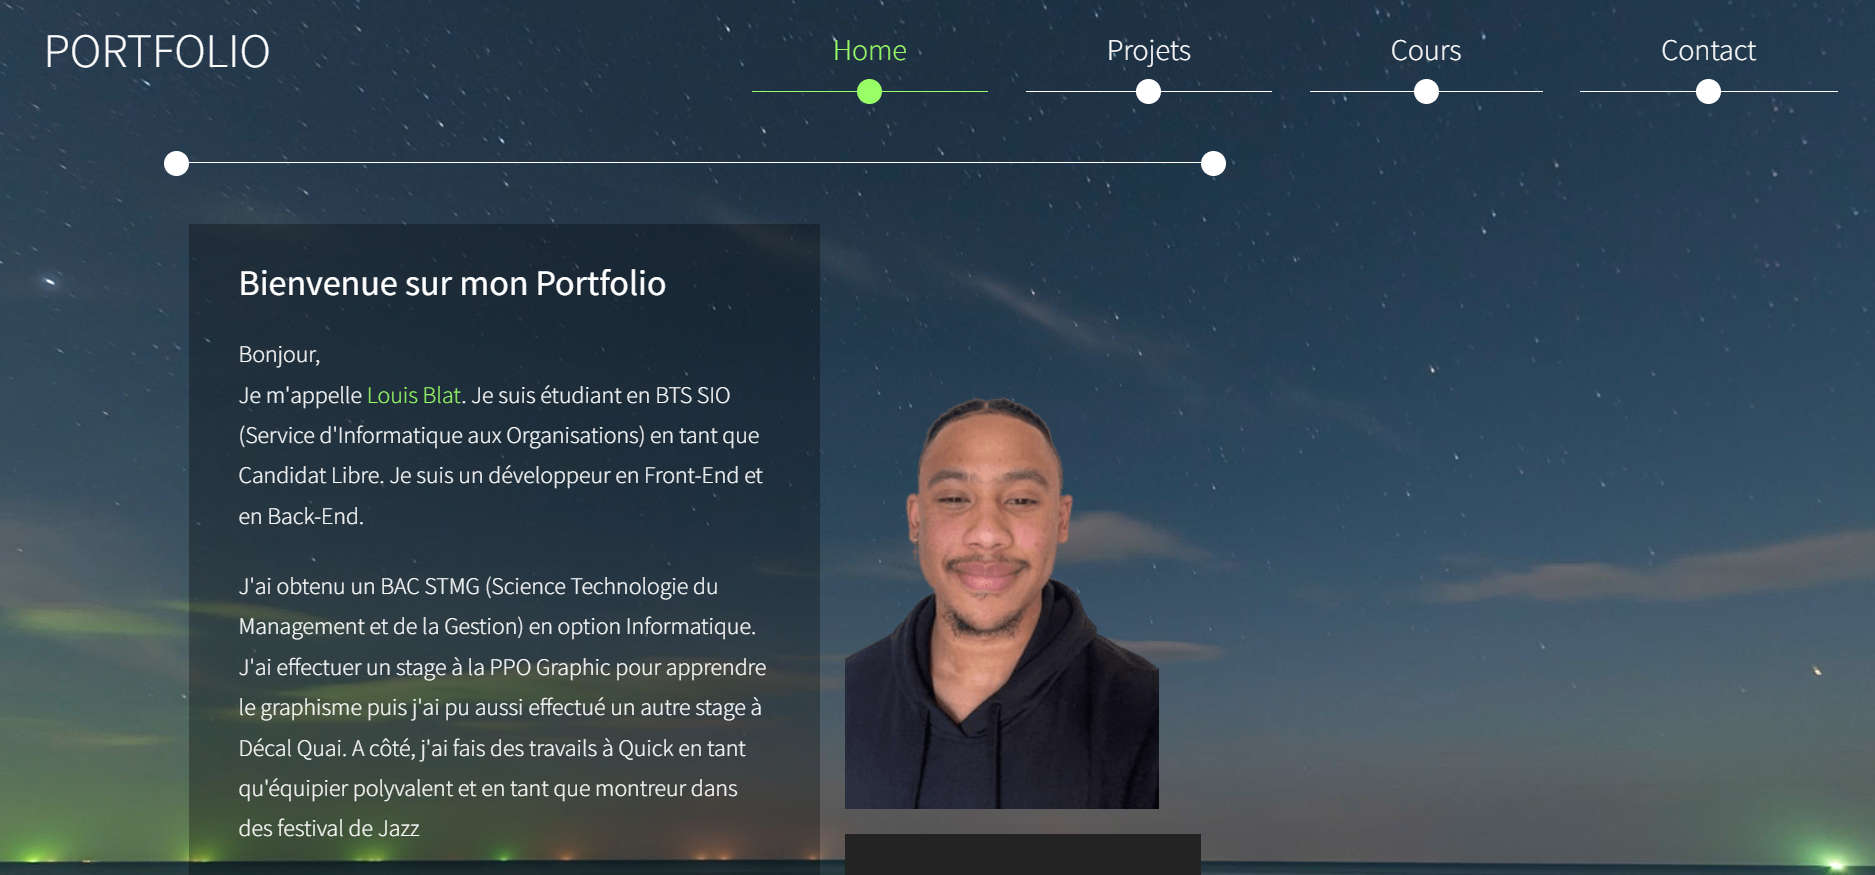 PORTFOLIO
Home
Projets
Cours
Contact
Bienvenue sur mon Portfolio
Bonjour,
Je m'appelle Louis Blat. Je suis étudiant en BTS SIO
(Service d'Informatique aux Organisations) en tant que
Candidat Libre. Je suis un développeur en Front-End et
en Back-End.
J'ai obtenu un BAC STMG (Science Technologie du
Management et de la Gestion) en option Informatique.
J'ai effectuer un stage à la PPO Graphic pour apprendre
le graphisme puis j'ai pu aussi effectué un autre stage à
Décal Quai. A côté, j'ai fais des travails à Quick en tant
qu'équipier polyvalent et en tant que montreur dans
des festival de Jazz